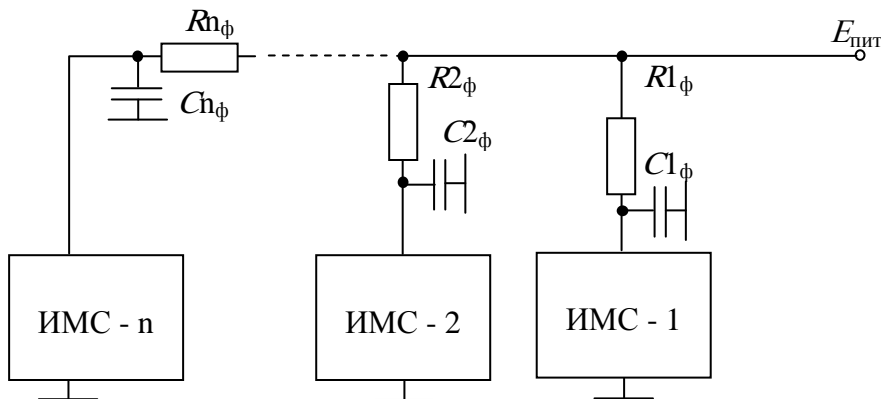 Rnф
Eпит
R2ф
R1ф
Cnф
C2ф
C1ф
ИМС - n
ИМС - 2
ИМС - 1